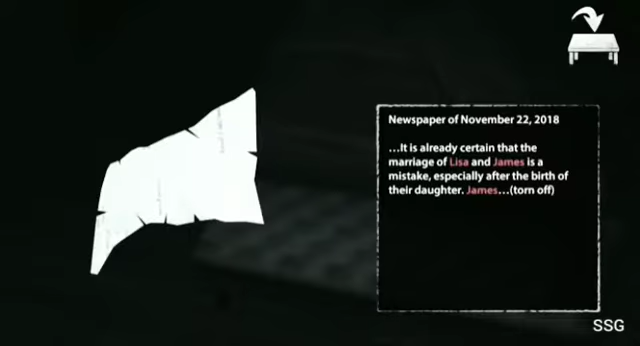 Newspaper of November 22, 2018
...It is already certain that the
marriage of Lisa and James is a
mistake, especially after the birth of
their daughter. James...(torn off)
SSG